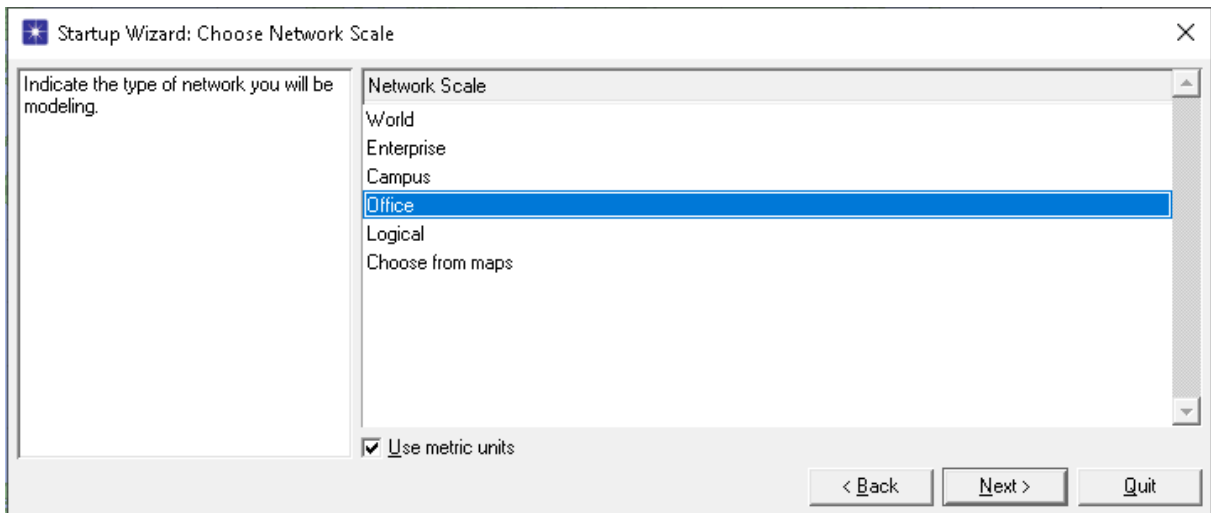 Startup Wizard: Choose Network Scale
Indicate the type of network you will be
modeling.
Network Scale
World
Enterprise
Campus
Office
Logical
Choose from maps
Use metric units
< Back
Next >
Quit